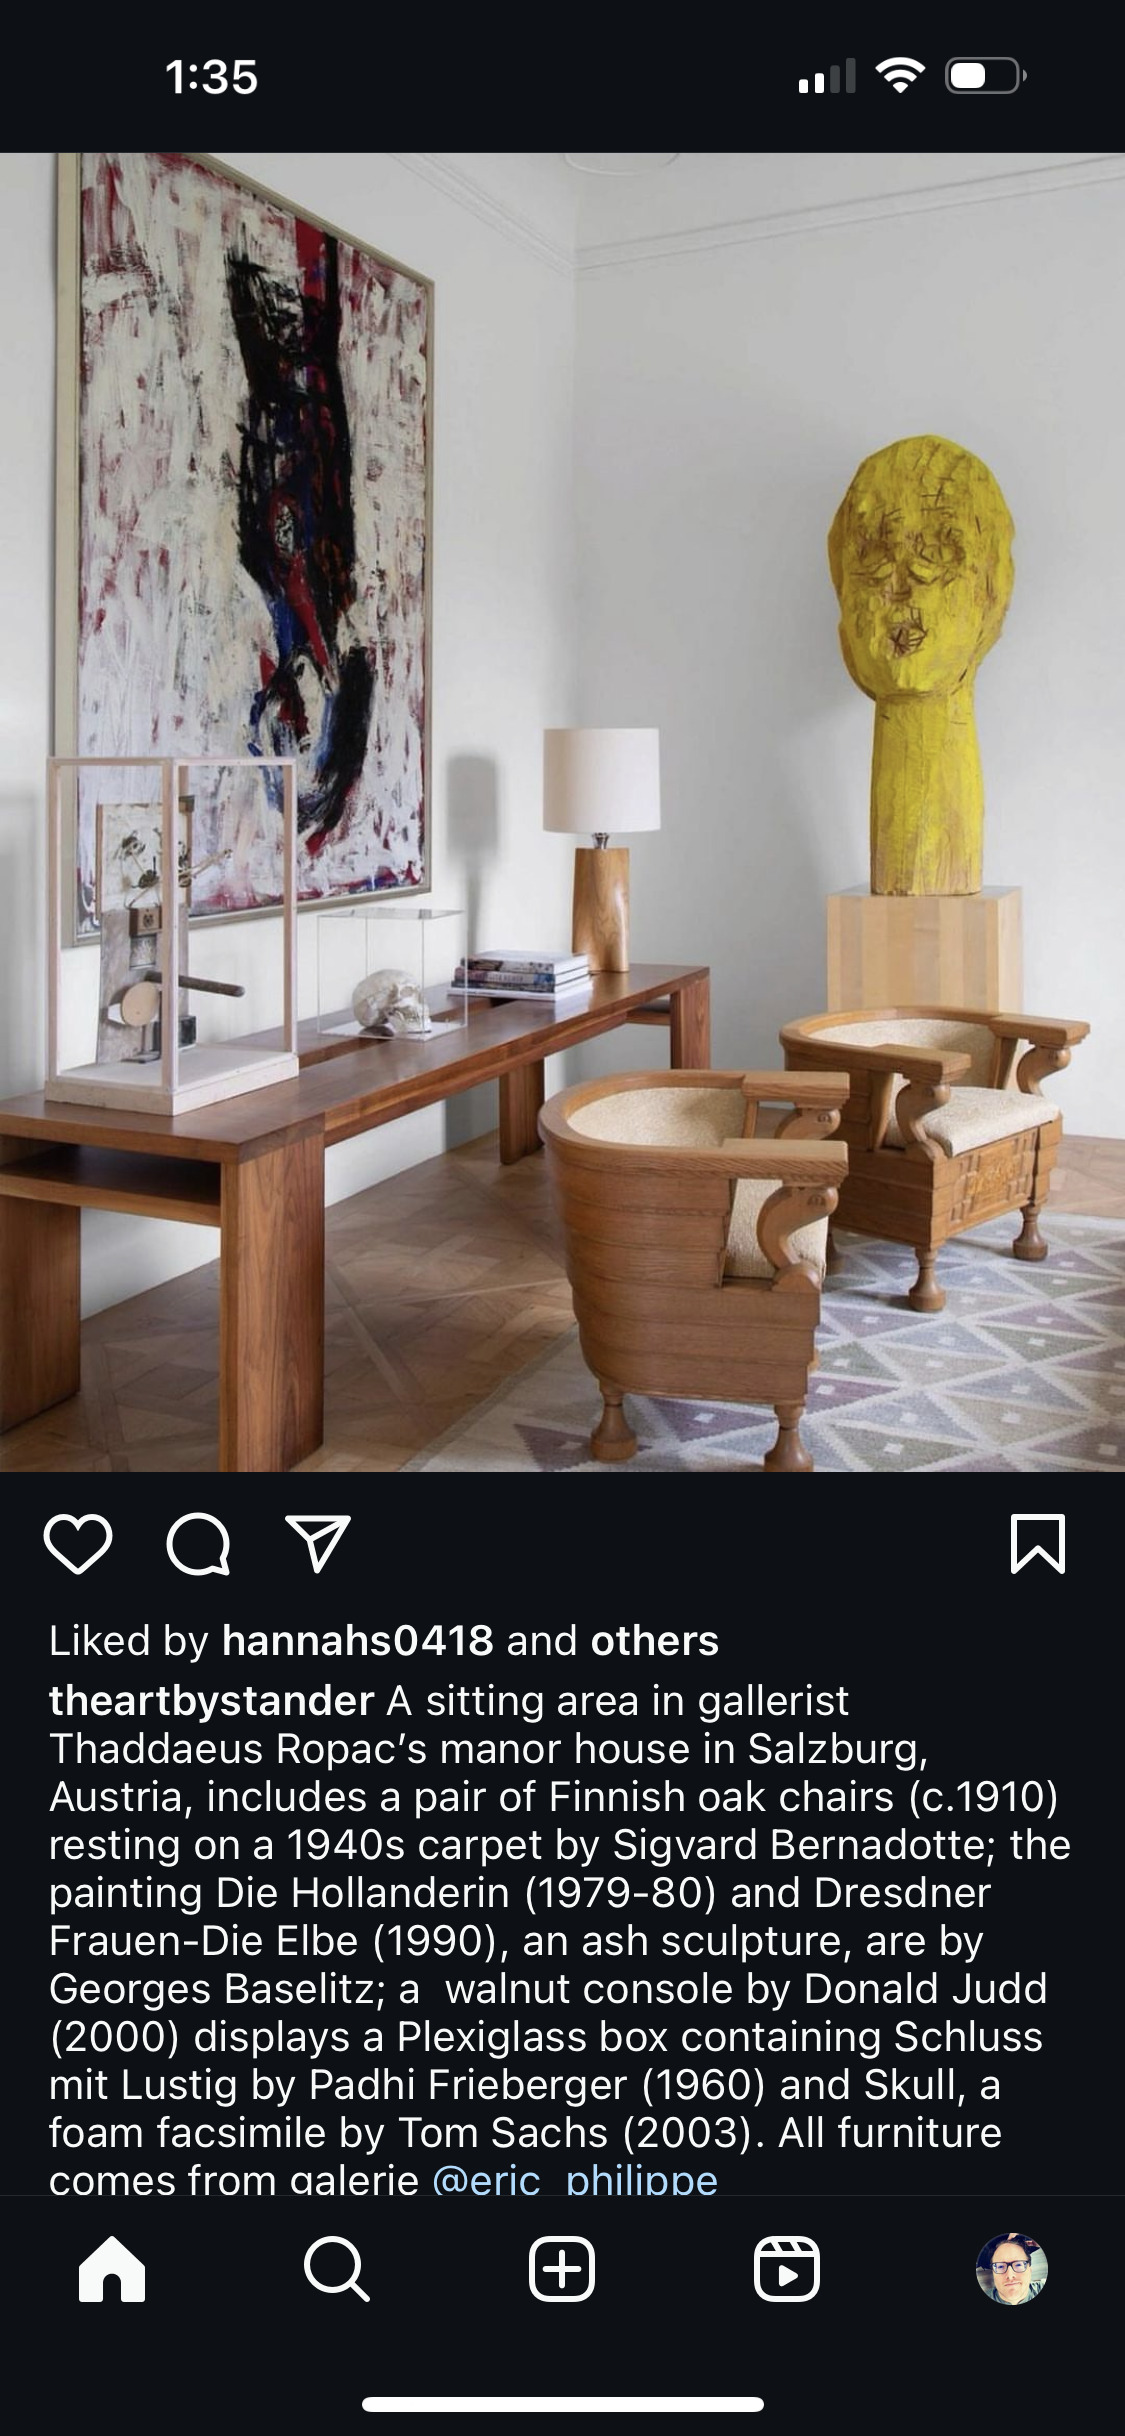 1:35
Liked by hannahs0418 and others
theartbystander A sitting area in gallerist
Thaddaeus Ropac’s manor house in Salzburg,
Austria, includes a pair of Finnish oak chairs (c.1910)
resting on a 1940s carpet by Sigvard Bernadotte; the
painting Die Hollanderin (1979-80) and Dresdner
Frauen-Die Elbe (1990), an ash sculpture, are by
Georges Baselitz; a  walnut console by Donald Judd
(2000) displays a Plexiglass box containing Schluss
mit Lustig by Padhi Frieberger (1960) and Skull, a
foam facsimile by Tom Sachs (2003). All furniture
comes from galerie @eric_philippe